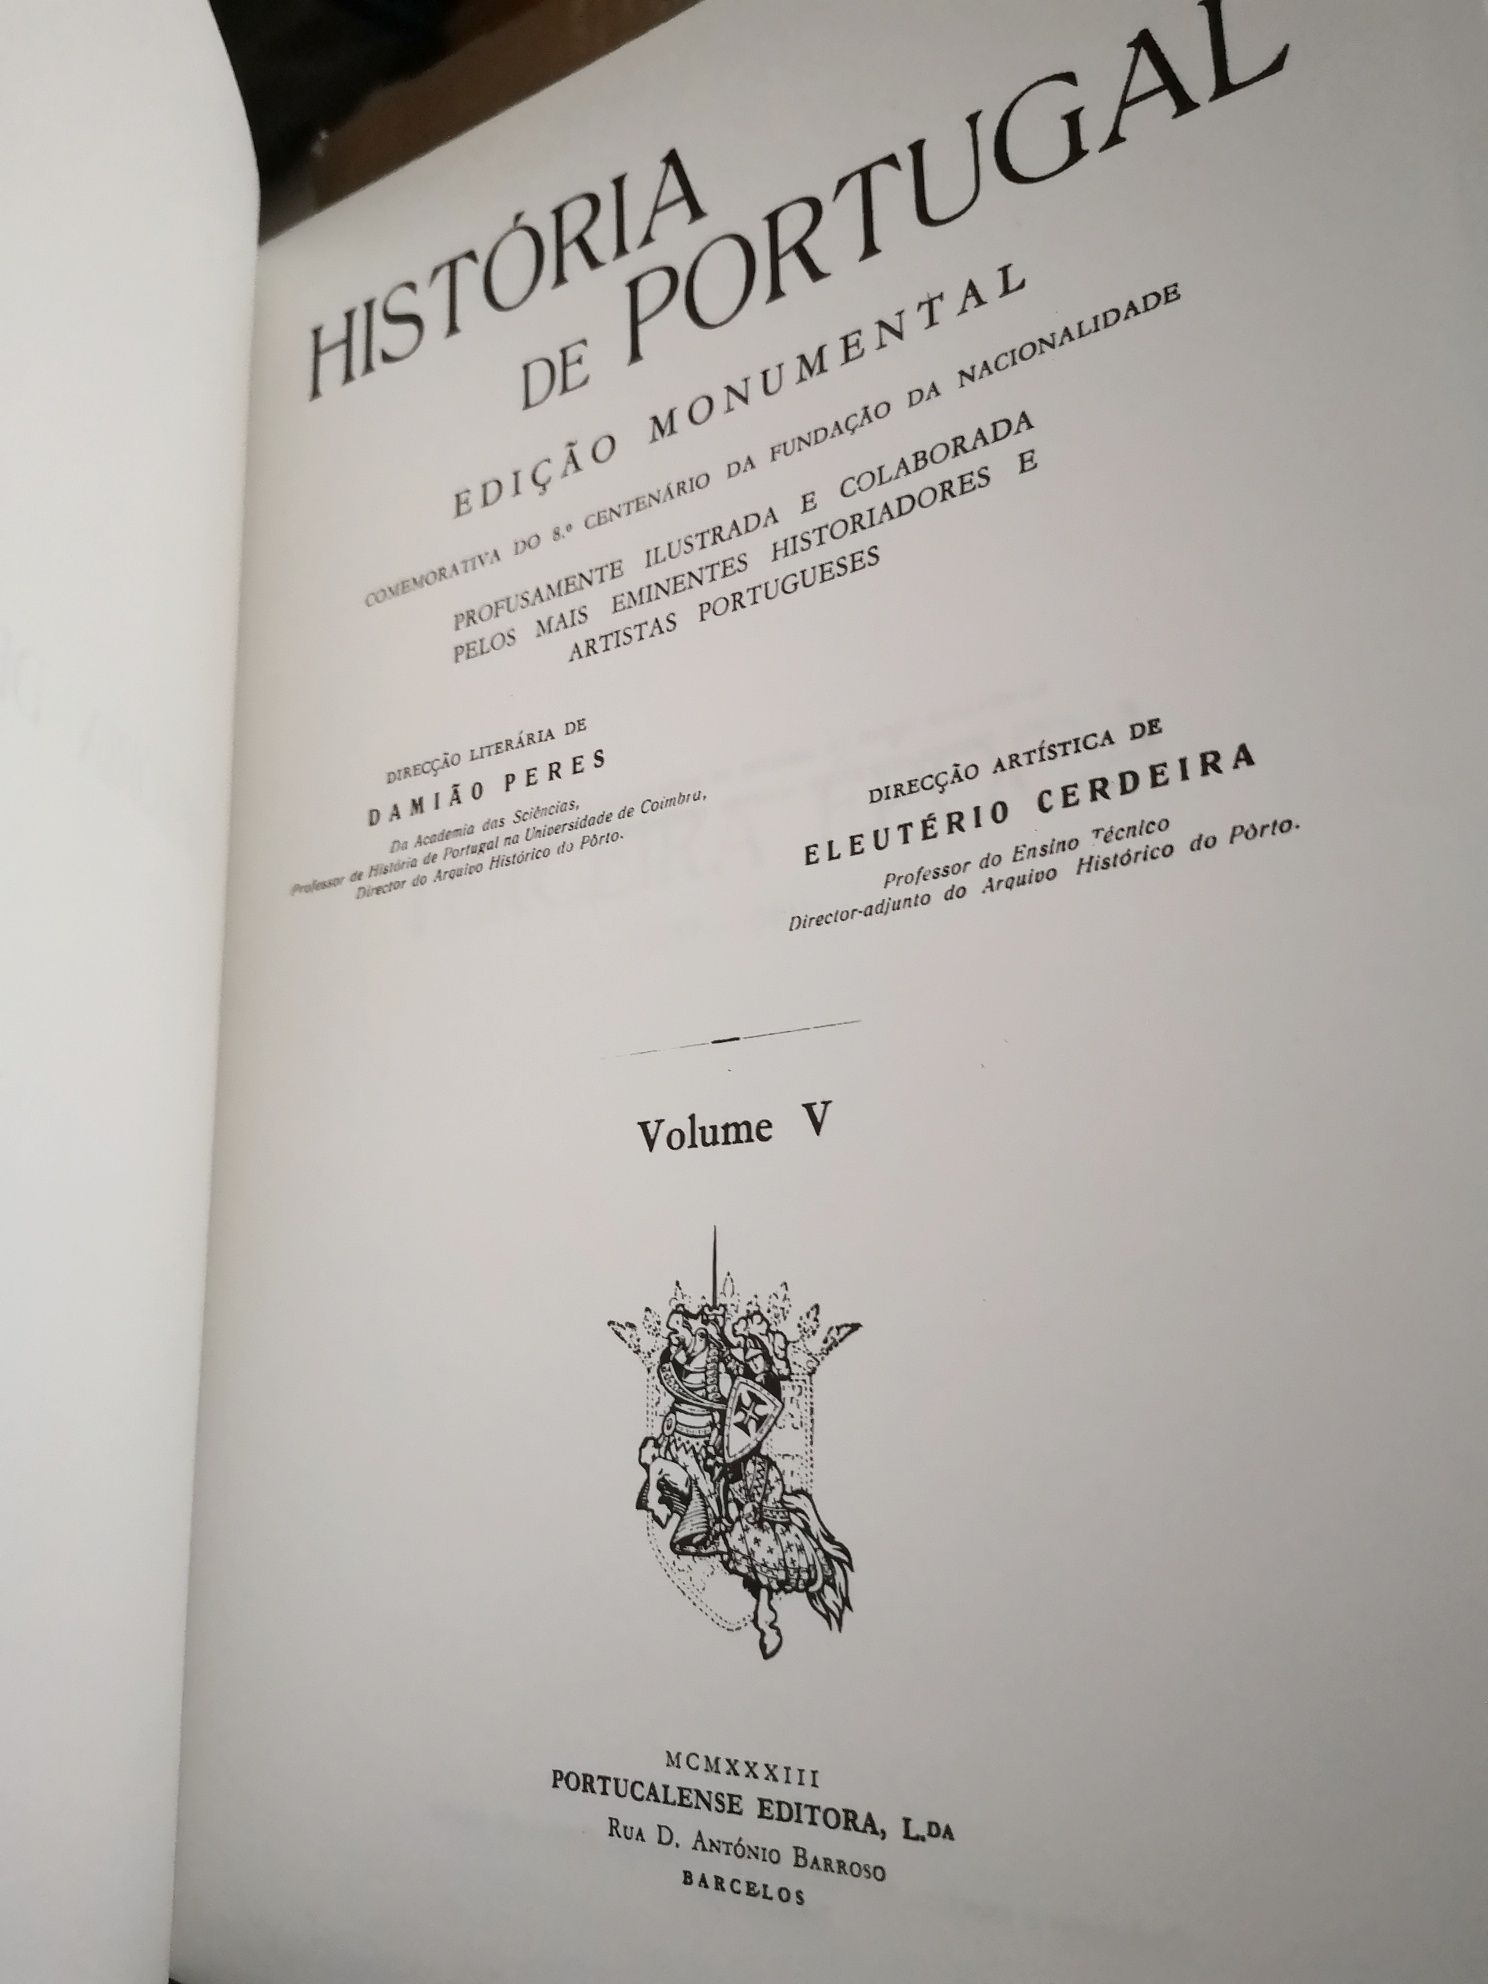 HISTÓRIA
DE PORTUGAL
EDIÇÃO MONUMENTAL
COMEMORATIVA DO 8.º CENTENÁRIO DA FUNDAÇÃO DA NACIONALIDADE
PROFUSAMENTE ILUSTRADA E COLABORADA
PELOS MAIS EMINENTES HISTORIADORES E
ARTISTAS PORTUGUESES
DIRECÇÃO LITERÁRIA DE
DAMIÃO PERES
Da Academia das Sciências,
Professor de História de Portugal na Universidade de Coimbra,
Director do Arquivo Histórico do Pôrto.
DIRECÇÃO ARTÍSTICA DE
ELEUTÉRIO CERDEIRA
Professor do Ensino Técnico
Director-adjunto do Arquivo Histórico do Pôrto.
Volume V
MCMXXXIII
PORTUCALENSE EDITORA, L.DA
RUA D. ANTÓNIO BARROSO
BARCELOS